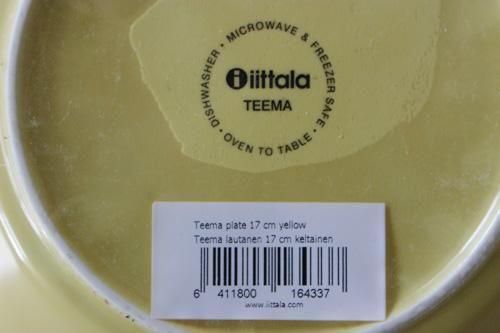 DISHWASHER • MICROWAVE & FREEZER SAFE • OVEN TO TABLE •
iittala
TEEMA
Teema plate 17 cm yellow
Teema lautanen 17 cm keltainen
6 411800 164337
www.iittala.com